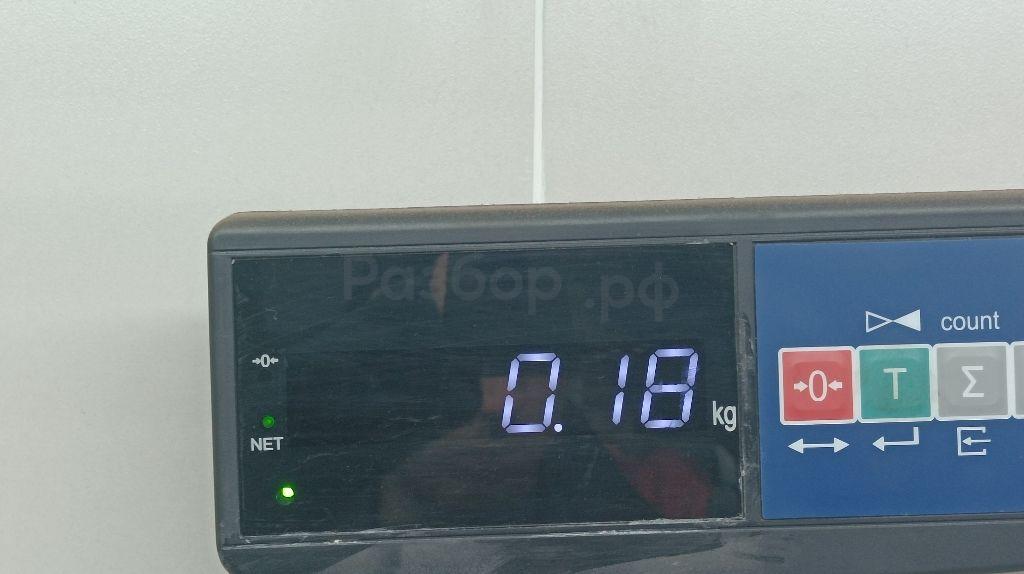 Разбор.рф
count
→0←
0.18
kg
→0←
T
Σ
NET